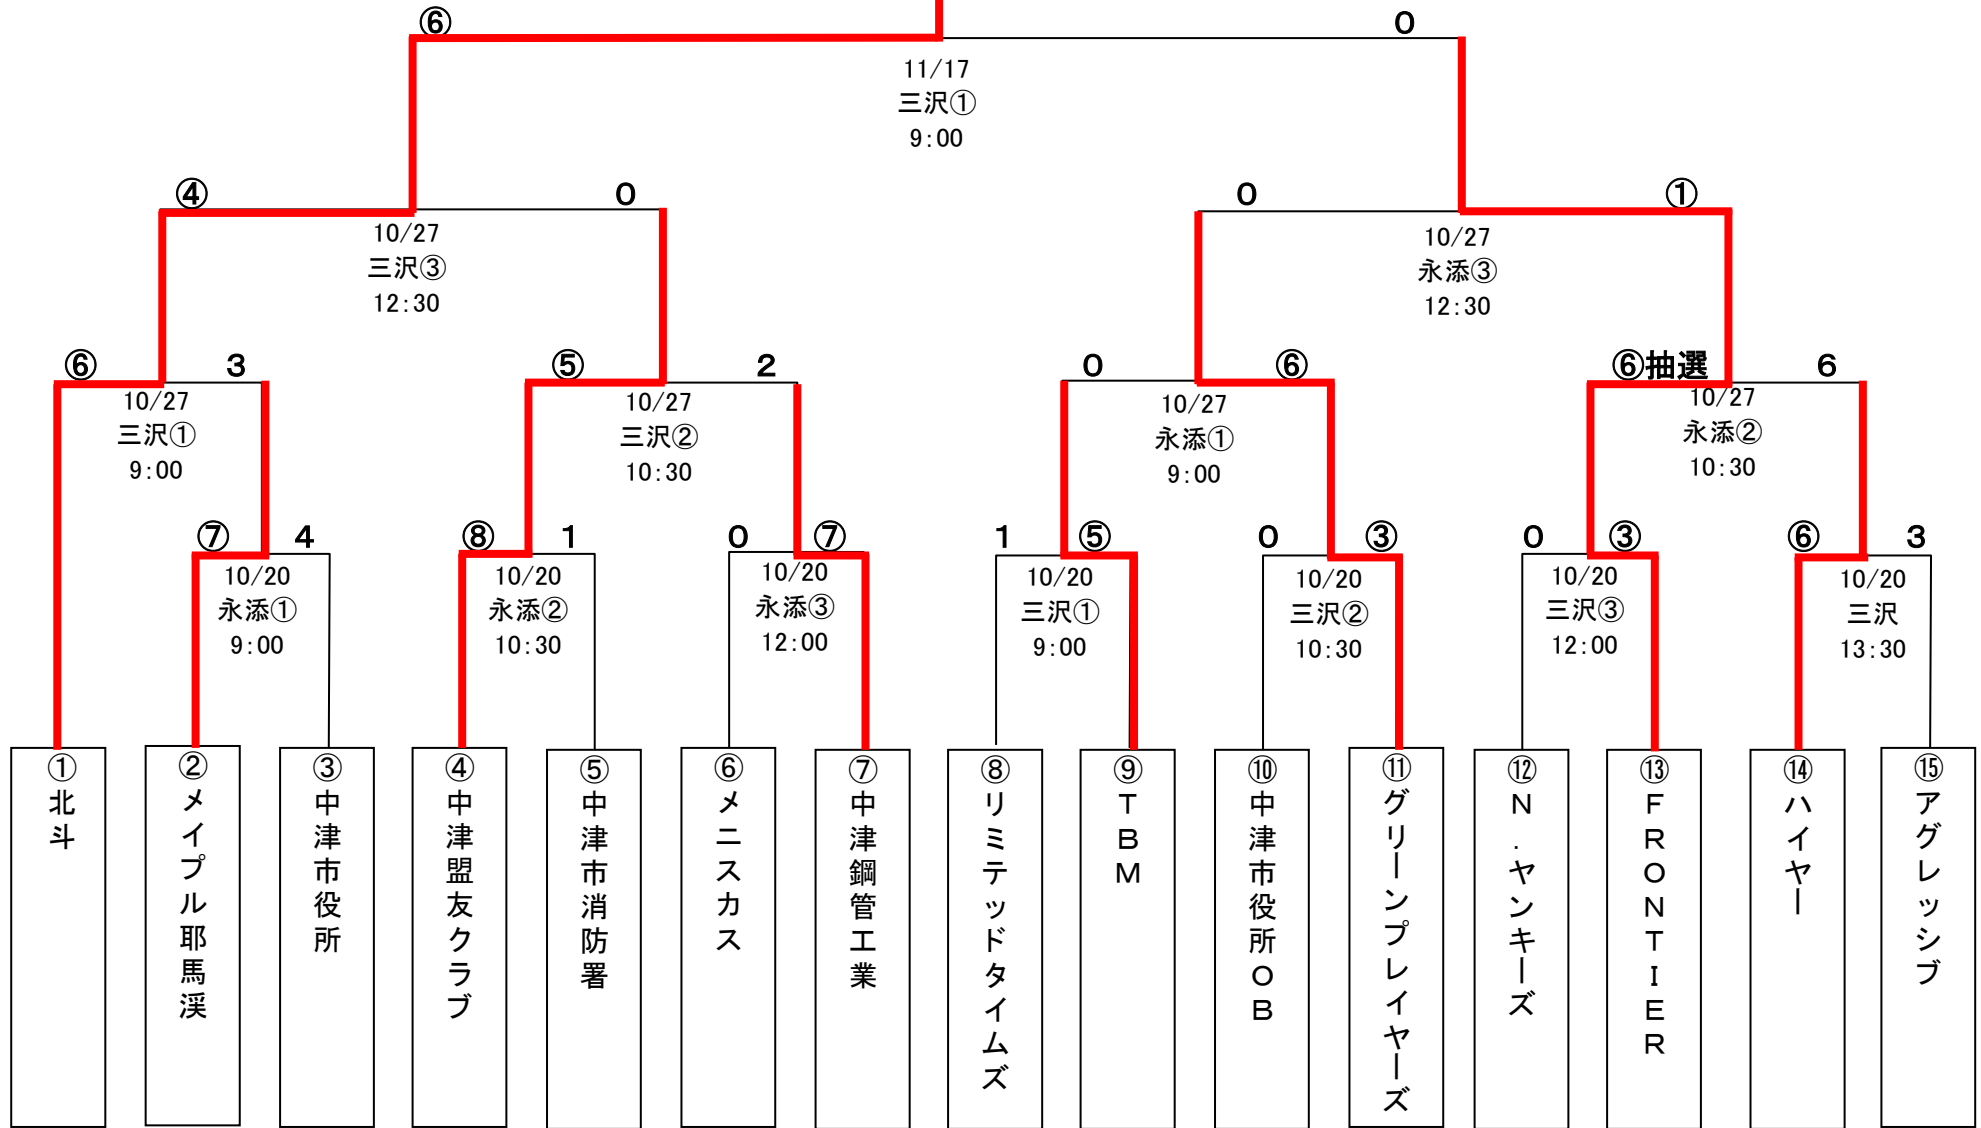 ⑥ 0
11/17
三沢①
9:00
④ 0 0 ①
10/27
三沢③
12:30
10/27
永添③
12:30
⑥ 3 ⑤ 2 0 ⑥ ⑥抽選 6
10/27
三沢①
9:00
10/27
三沢②
10:30
10/27
永添①
9:00
10/27
永添②
10:30
⑦ 4 ⑧ 1 0 ⑦ 1 ⑤ 0 ③ 0 ③ ⑥ 3
10/20
永添①
9:00
10/20
永添②
10:30
10/20
永添③
12:00
10/20
三沢①
9:00
10/20
三沢②
10:30
10/20
三沢③
12:00
10/20
三沢
13:30
①北斗
②メイプル耶馬渓
③中津市役所
④中津盟友クラブ
⑤中津市消防署
⑥メニスカス
⑦中津鋼管工業
⑧リミテッドタイムズ
⑨TBM
⑩中津市役所OB
⑪グリーンプレイヤーズ
⑫N.ヤンキーズ
⑬FRONTIER
⑭ハイヤー
⑮アグレッシブ